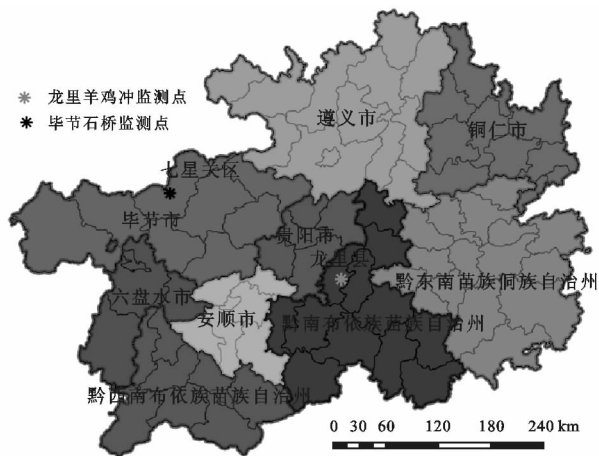 遵义市
铜仁市
龙里羊鸡冲监测点
毕节石桥监测点
七星关区
毕节市
贵阳市
龙里县
黔东南苗族侗族自治州
六盘水市
安顺市
黔南布依族苗族自治州
黔西南布依族苗族自治州
0 30 60 120 180 240 km